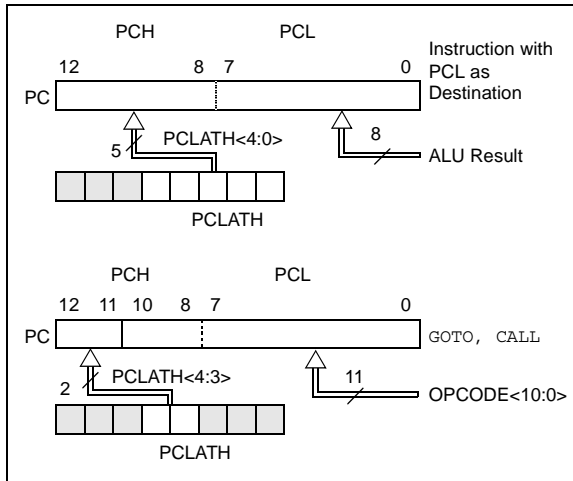 PCH PCL
12 8 7 0
Instruction with
PCL as
Destination
PC
5 PCLATH<4:0>
8
ALU Result
PCLATH
PCH PCL
12 11 10 8 7 0
PC
GOTO, CALL
2 PCLATH<4:3>
11
OPCODE<10:0>
PCLATH